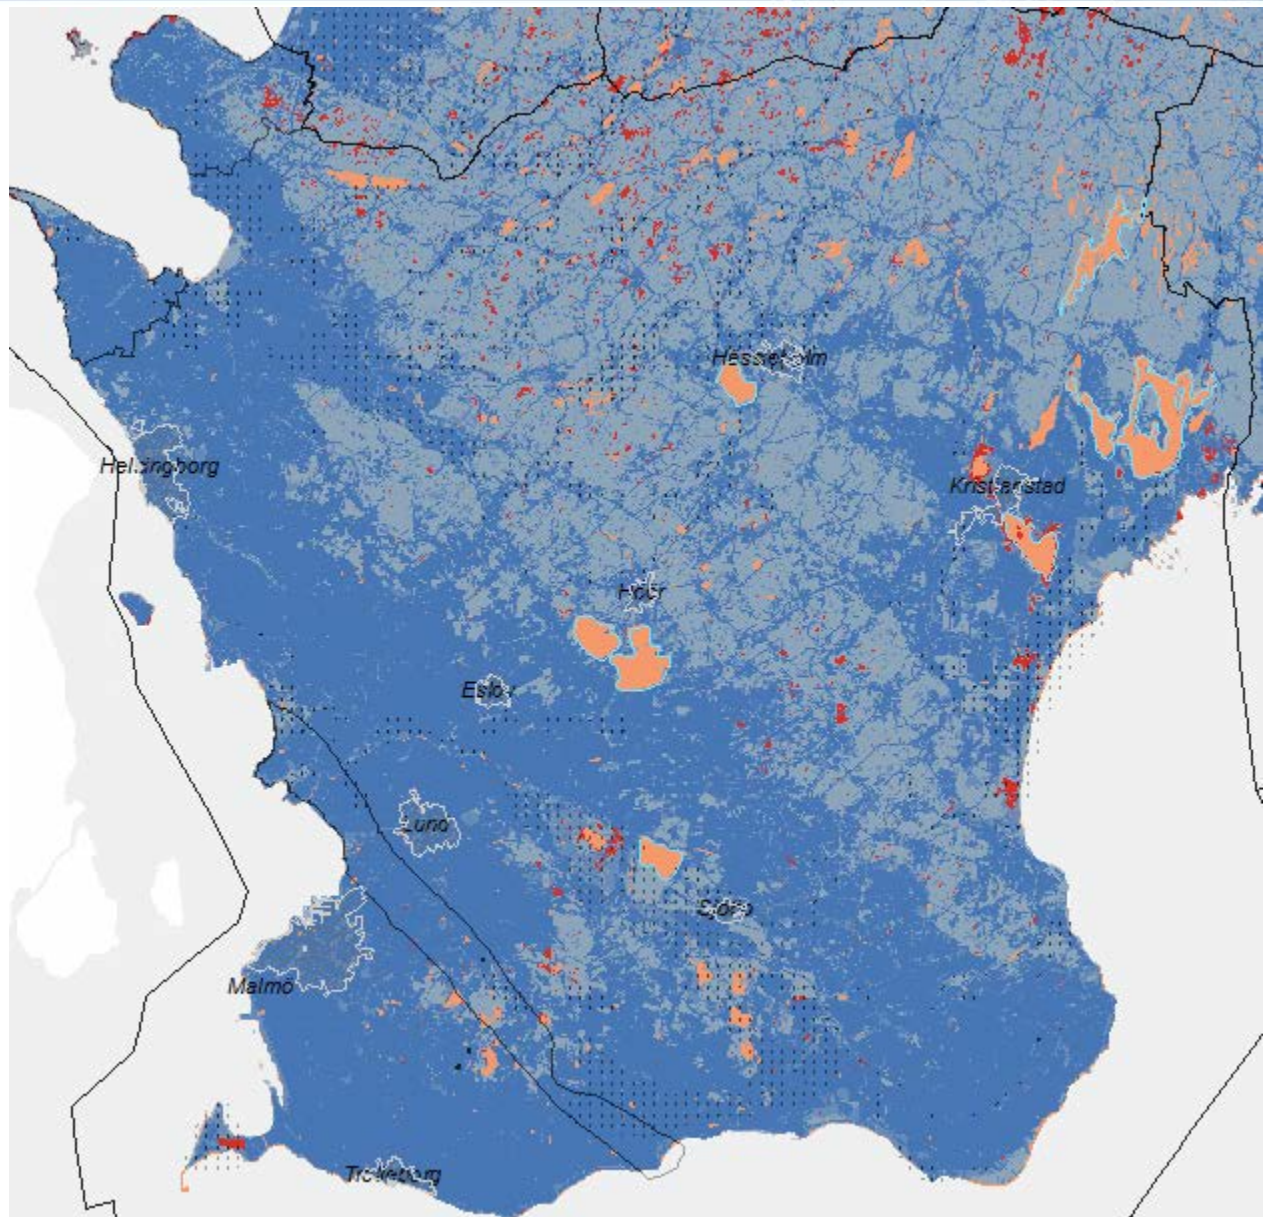 Hässleholm
Helsingborg
Kristianstad
Höör
Eslöv
Lund
Sjöbo
Malmö
Trelleborg